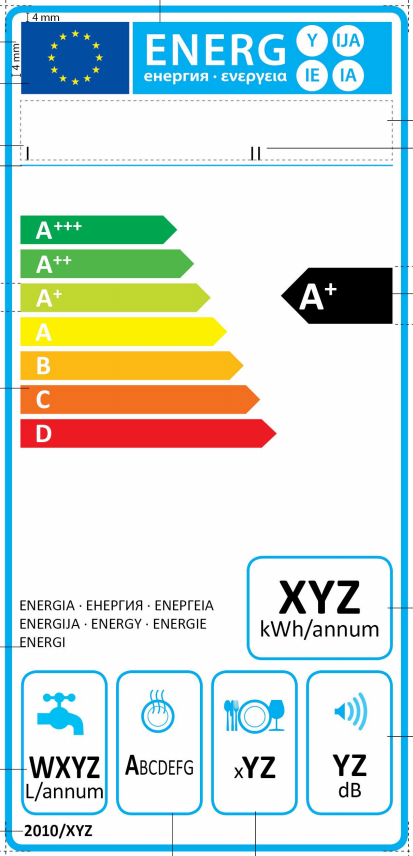 4 mm
4 mm
ENERG Y IJA
енергия · ενεργεια IE IA
I II
A+++
A++
A+
A+
A
B
C
D
XYZ
kWh/annum
ENERGIA · ЕНЕРГИЯ · ΕΝΕΡΓΕΙΑ
ENERGIJA · ENERGY · ENERGIE
ENERGI
WXYZ
L/annum
ABCDEFG
xYZ
YZ
dB
2010/XYZ